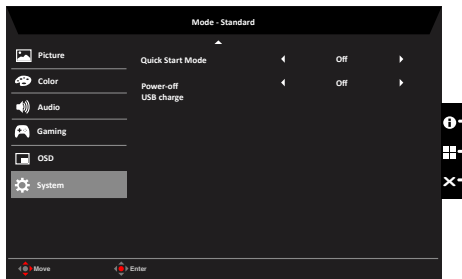 Mode - Standard
Picture
Quick Start Mode
Off
Color
Power-off
Off
USB charge
Audio
Gaming
OSD
System
Move
Enter